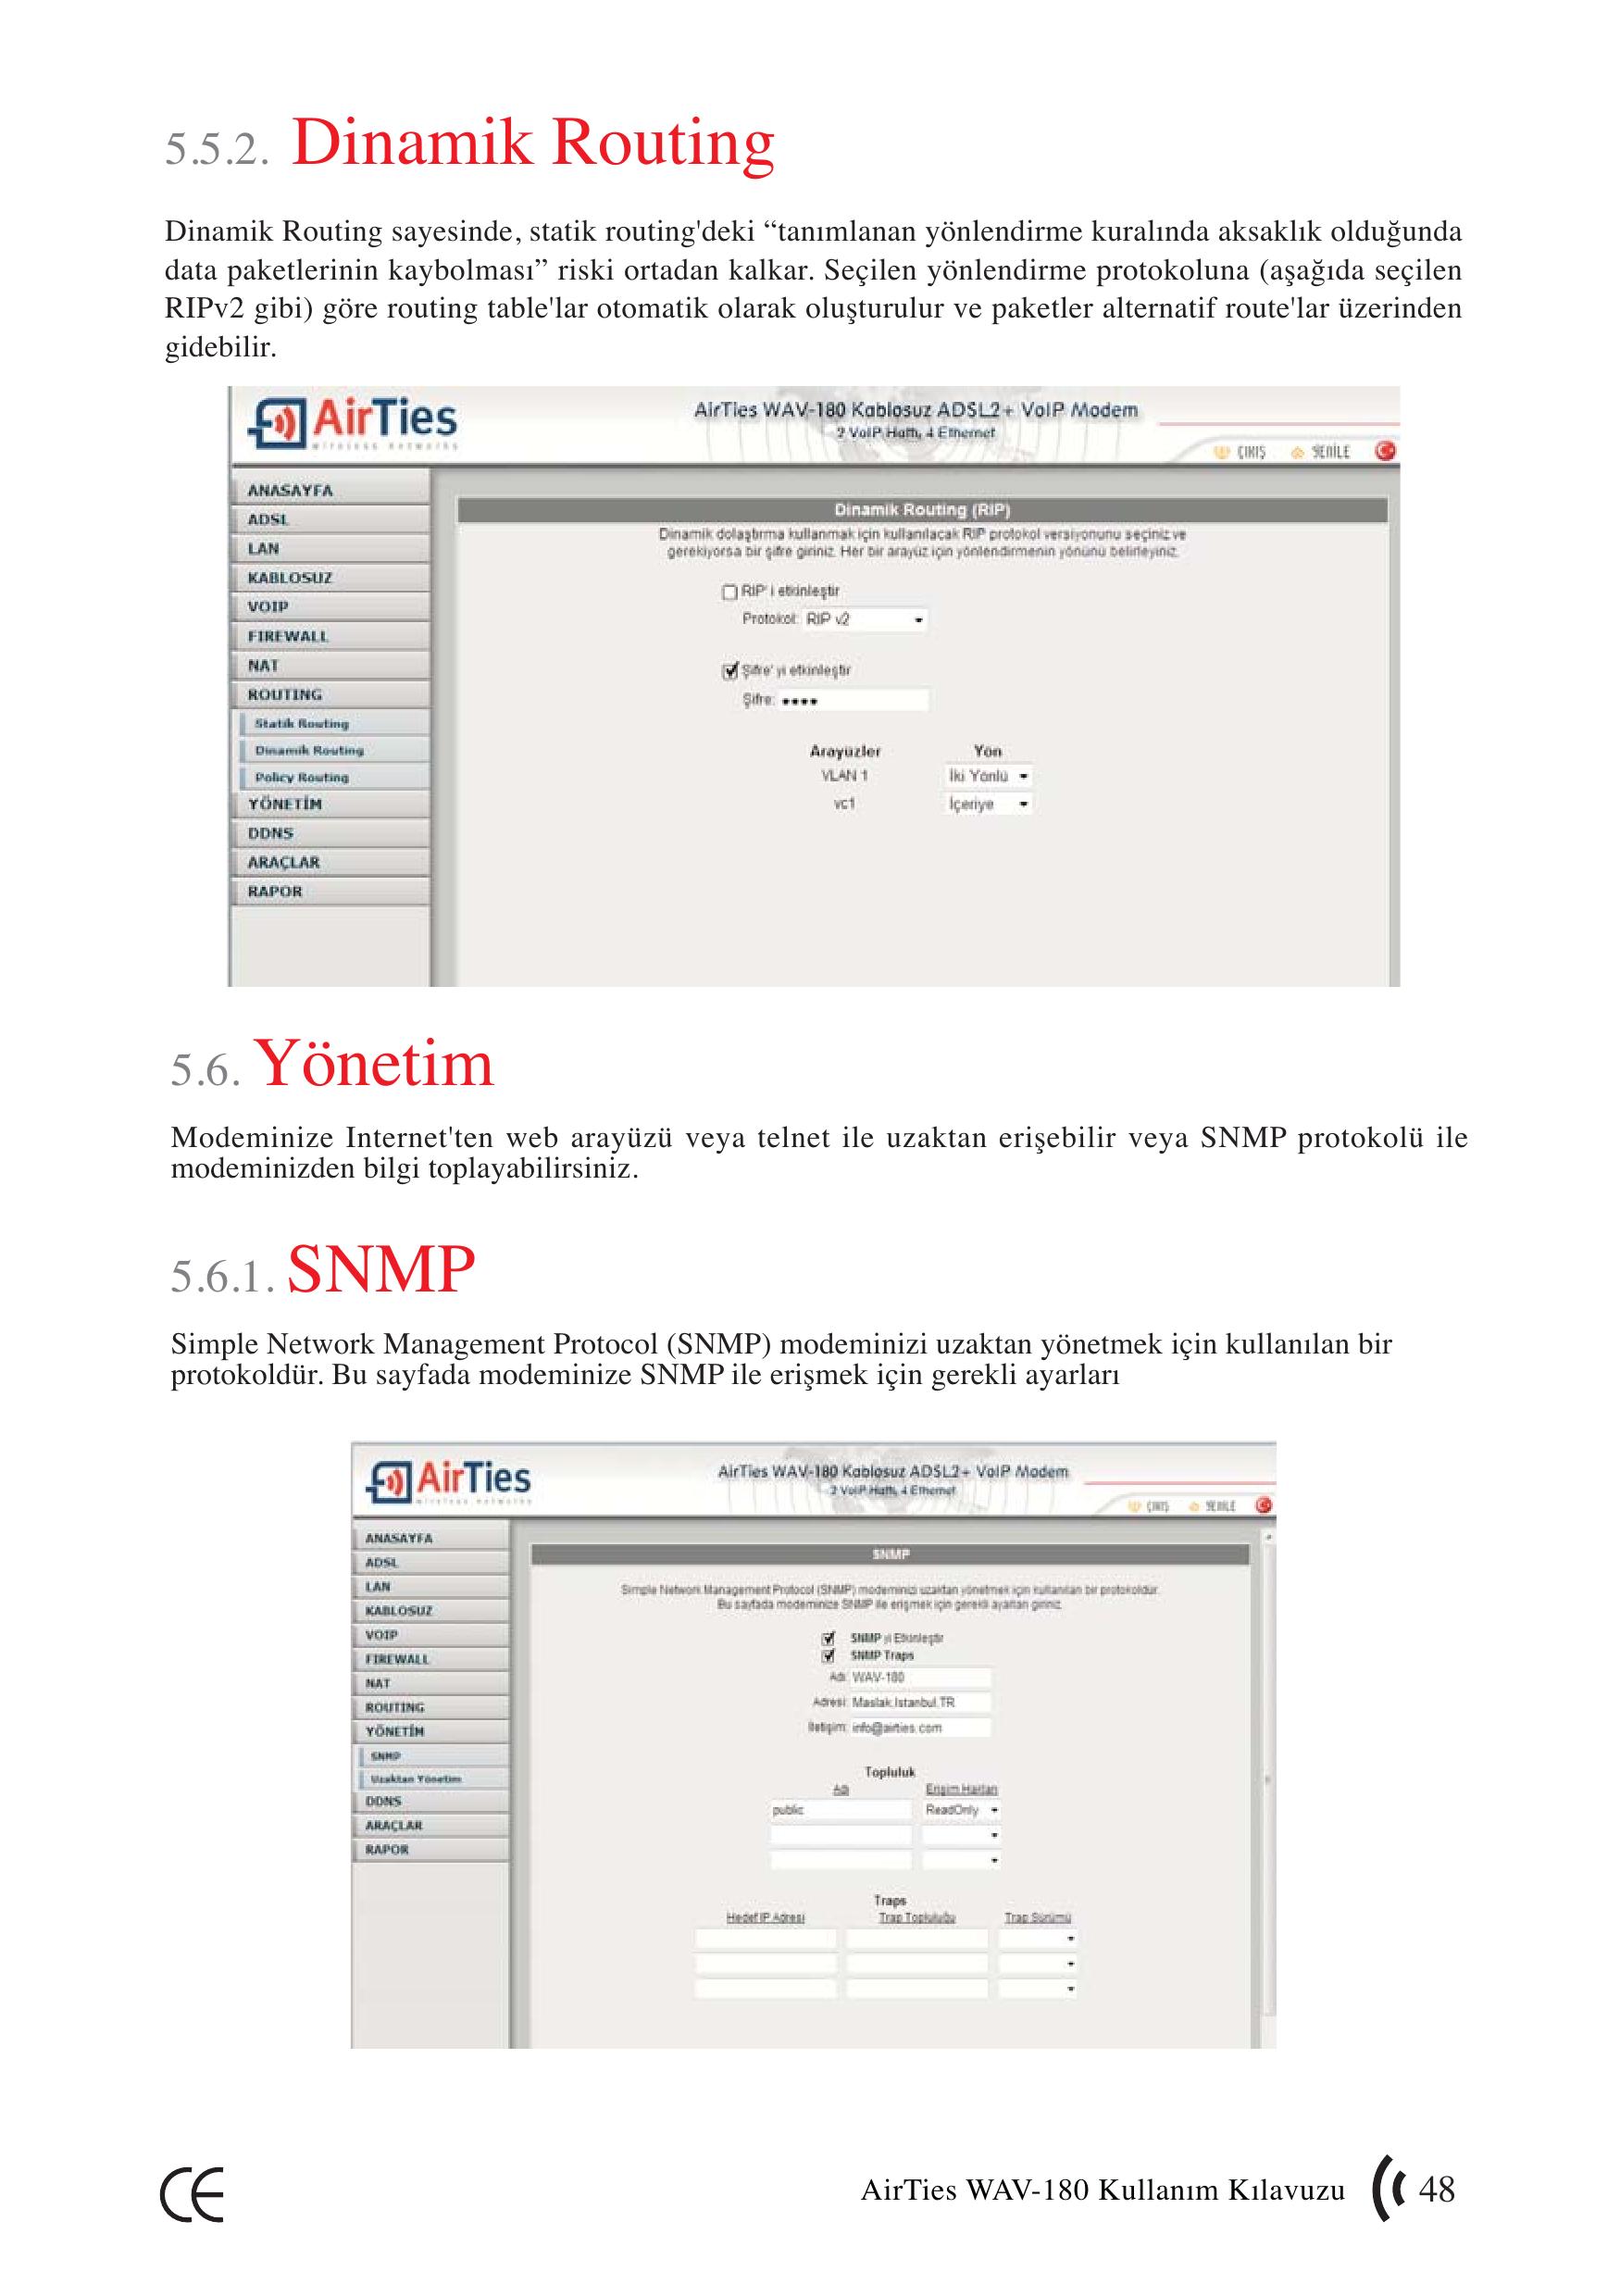 5.5.2. Dinamik Routing
Dinamik Routing sayesinde, statik routing'deki “tanımlanan yönlendirme kuralında aksaklık olduğunda
data paketlerinin kaybolması” riski ortadan kalkar. Seçilen yönlendirme protokoluna (aşağıda seçilen
RIPv2 gibi) göre routing table'lar otomatik olarak oluşturulur ve paketler alternatif route'lar üzerinden
gidebilir.
AirTies
wireless networks
AirTies WAV-180 Kablosuz ADSL2+ VoIP Modem
2 VoIP Hattı, 4 Ethernet
ÇIKIŞ YENİLE
ANASAYFA
ADSL
LAN
KABLOSUZ
VOIP
FIREWALL
NAT
ROUTING
Statik Routing
Dinamik Routing
Policy Routing
YÖNETİM
DDNS
ARAÇLAR
RAPOR
Dinamik Routing (RIP)
Dinamik dolaştırma kullanmak için kullanılacak RIP protokol versiyonunu seçiniz ve
gerekiyorsa bir şifre giriniz. Her bir arayüz için yönlendirmenin yönünü belirleyiniz.
RIP' i etkinleştir
Protokol: RIP v2
Şifre' yi etkinleştir
Şifre: ••••
Arayüzler Yön
VLAN 1 İki Yönlü
vc1 İçeriye
5.6. Yönetim
Modeminize Internet'ten web arayüzü veya telnet ile uzaktan erişebilir veya SNMP protokolü ile
modeminizden bilgi toplayabilirsiniz.
5.6.1. SNMP
Simple Network Management Protocol (SNMP) modeminizi uzaktan yönetmek için kullanılan bir
protokoldür. Bu sayfada modeminize SNMP ile erişmek için gerekli ayarları
AirTies
wireless networks
AirTies WAV-180 Kablosuz ADSL2+ VoIP Modem
2 VoIP Hattı, 4 Ethernet
ÇIKIŞ YENİLE
ANASAYFA
ADSL
LAN
KABLOSUZ
VOIP
FIREWALL
NAT
ROUTING
YÖNETİM
SNMP
Uzaktan Yönetim
DDNS
ARAÇLAR
RAPOR
SNMP
Simple Network Management Protocol (SNMP) modeminizi uzaktan yönetmek için kullanılan bir protokoldür.
Bu sayfada modeminize SNMP ile erişmek için gerekli ayarları giriniz.
SNMP yi Etkinleştir
SNMP Traps
Adı: WAV-180
Adresi: Maslak,Istanbul,TR
İletişim: info@airties.com
Topluluk
Adı Erişim Hakları
public ReadOnly
Traps
Hedef IP Adresi Trap Topluluğu Trap Sürümü
CE
AirTies WAV-180 Kullanım Kılavuzu 48